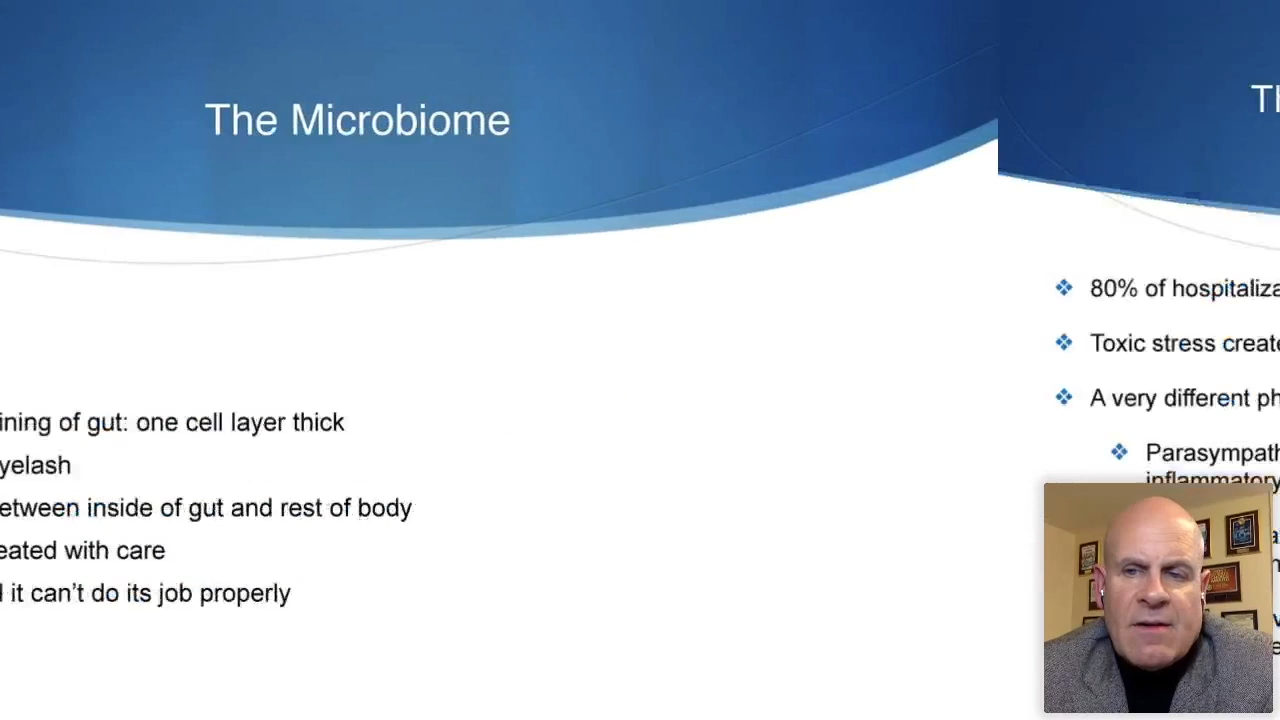 The Microbiome
ining of gut: one cell layer thick
yelash
etween inside of gut and rest of body
eated with care
it can't do its job properly
80% of hospitaliza
Toxic stress create
A very different ph
Parasympath
inflammatory